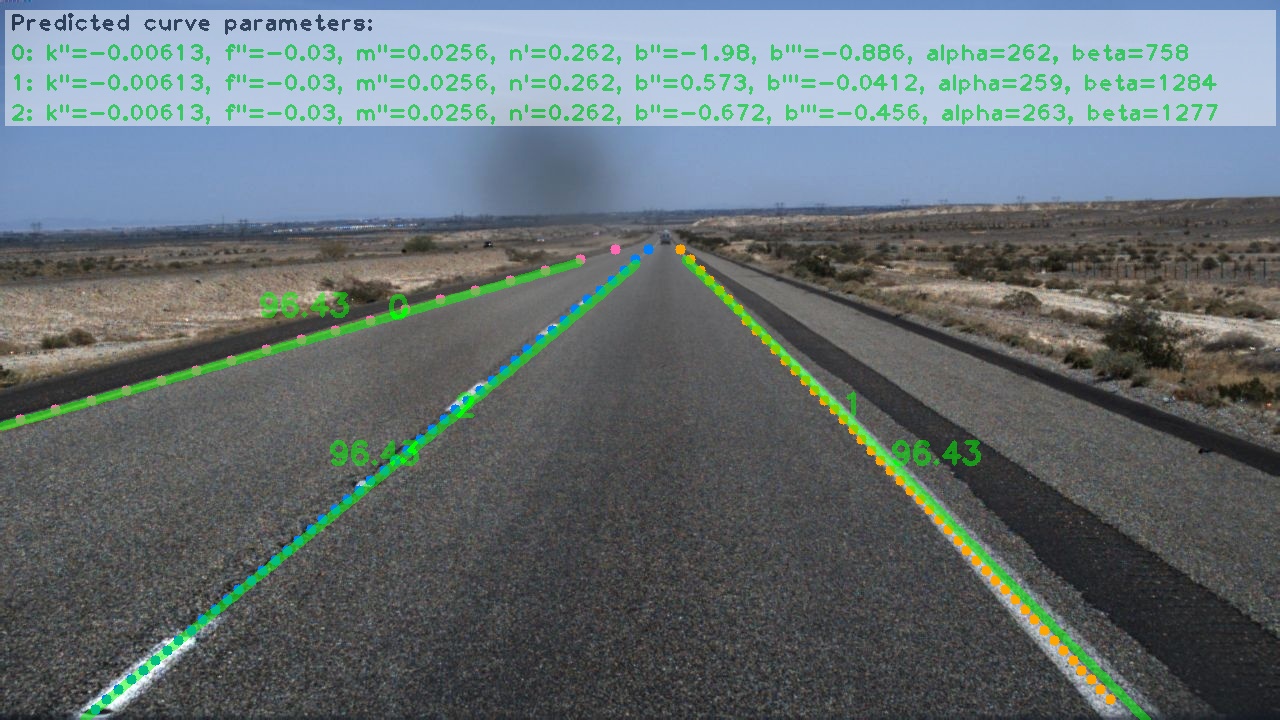 Predicted curve parameters:
0: k''=-0.00613, f''=-0.03, m''=0.0256, n'=0.262, b''=-1.98, b'''=-0.886, alpha=262, beta=758
1: k''=-0.00613, f''=-0.03, m''=0.0256, n'=0.262, b''=0.573, b'''=-0.0412, alpha=259, beta=1284
2: k''=-0.00613, f''=-0.03, m''=0.0256, n'=0.262, b''=-0.672, b'''=-0.456, alpha=263, beta=1277
96.43 0
1
96.43 96.43